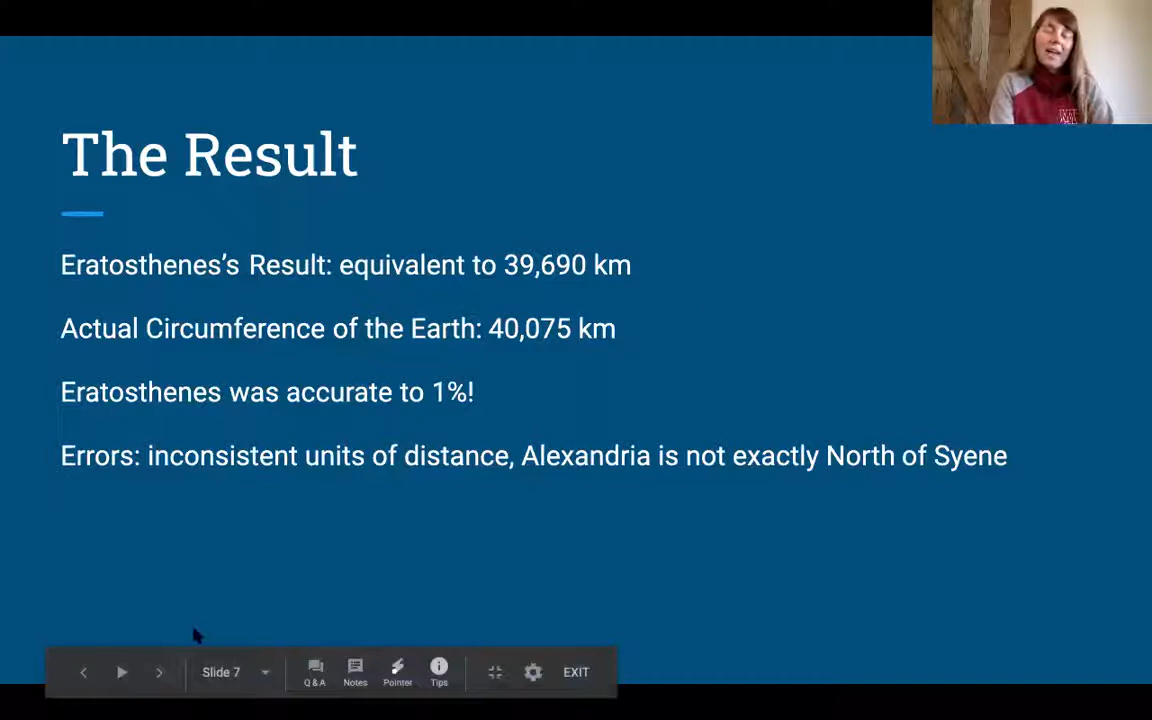 The Result
Eratosthenes's Result: equivalent to 39,690 km
Actual Circumference of the Earth: 40,075 km
Eratosthenes was accurate to 1%!
Errors: inconsistent units of distance, Alexandria is not exactly North of Syene
Slide 7
Q & A
Notes
Pointer
Tips
EXIT